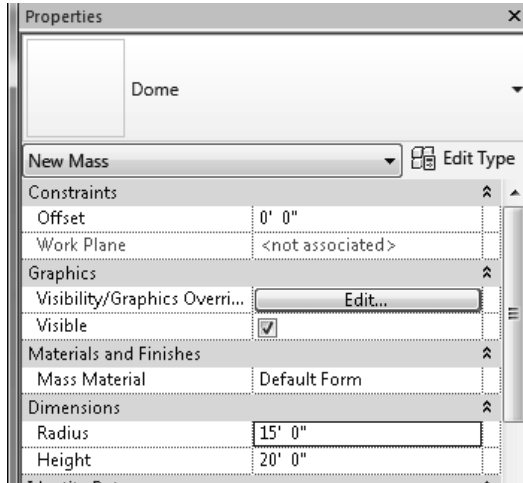 Properties
Dome
New Mass Edit Type
Constraints
Offset 0' 0"
Work Plane <not associated>
Graphics
Visibility/Graphics Overri... Edit...
Visible
Materials and Finishes
Mass Material Default Form
Dimensions
Radius 15' 0"
Height 20' 0"